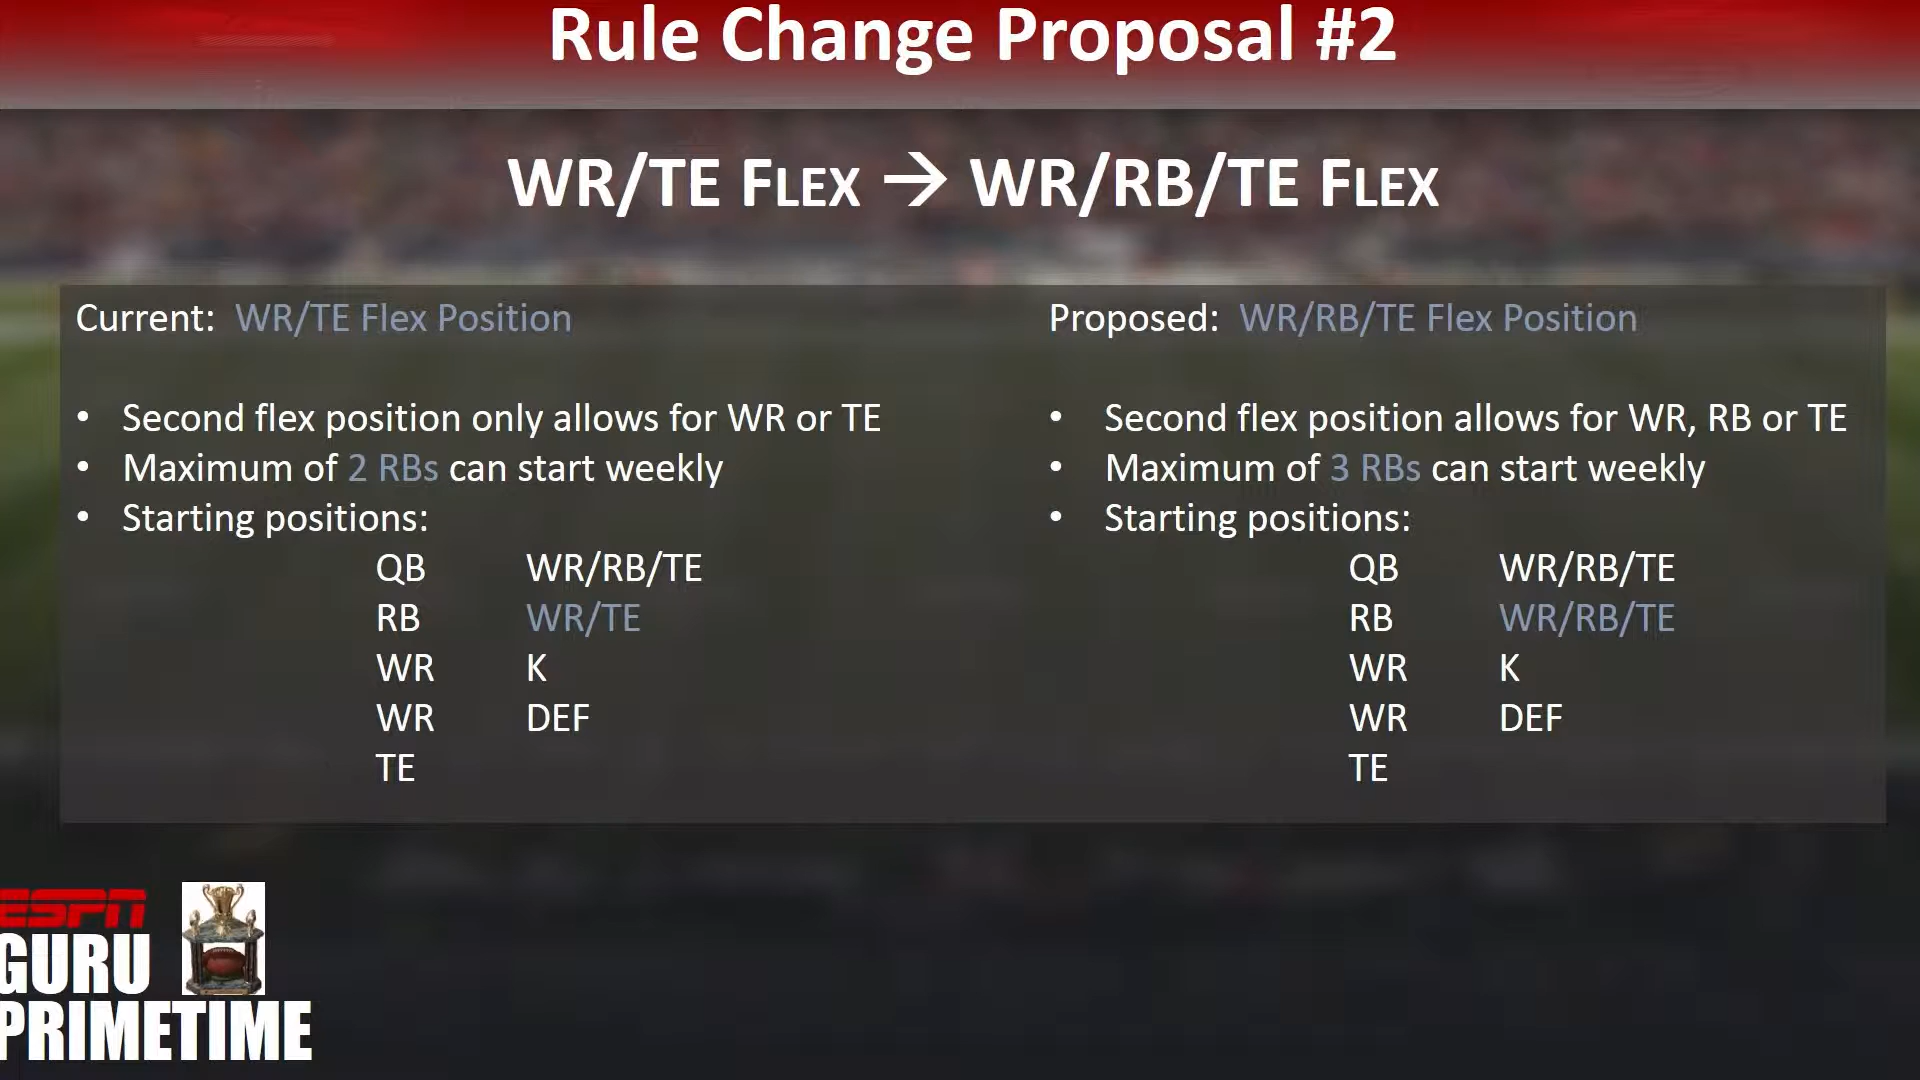 Rule Change Proposal #2
WR/TE FLEX → WR/RB/TE FLEX
Current: WR/TE Flex Position
• Second flex position only allows for WR or TE
• Maximum of 2 RBs can start weekly
• Starting positions:
QB WR/RB/TE
RB WR/TE
WR K
WR DEF
TE
Proposed: WR/RB/TE Flex Position
• Second flex position allows for WR, RB or TE
• Maximum of 3 RBs can start weekly
• Starting positions:
QB WR/RB/TE
RB WR/RB/TE
WR K
WR DEF
TE
ESPN
GURU
PRIMETIME